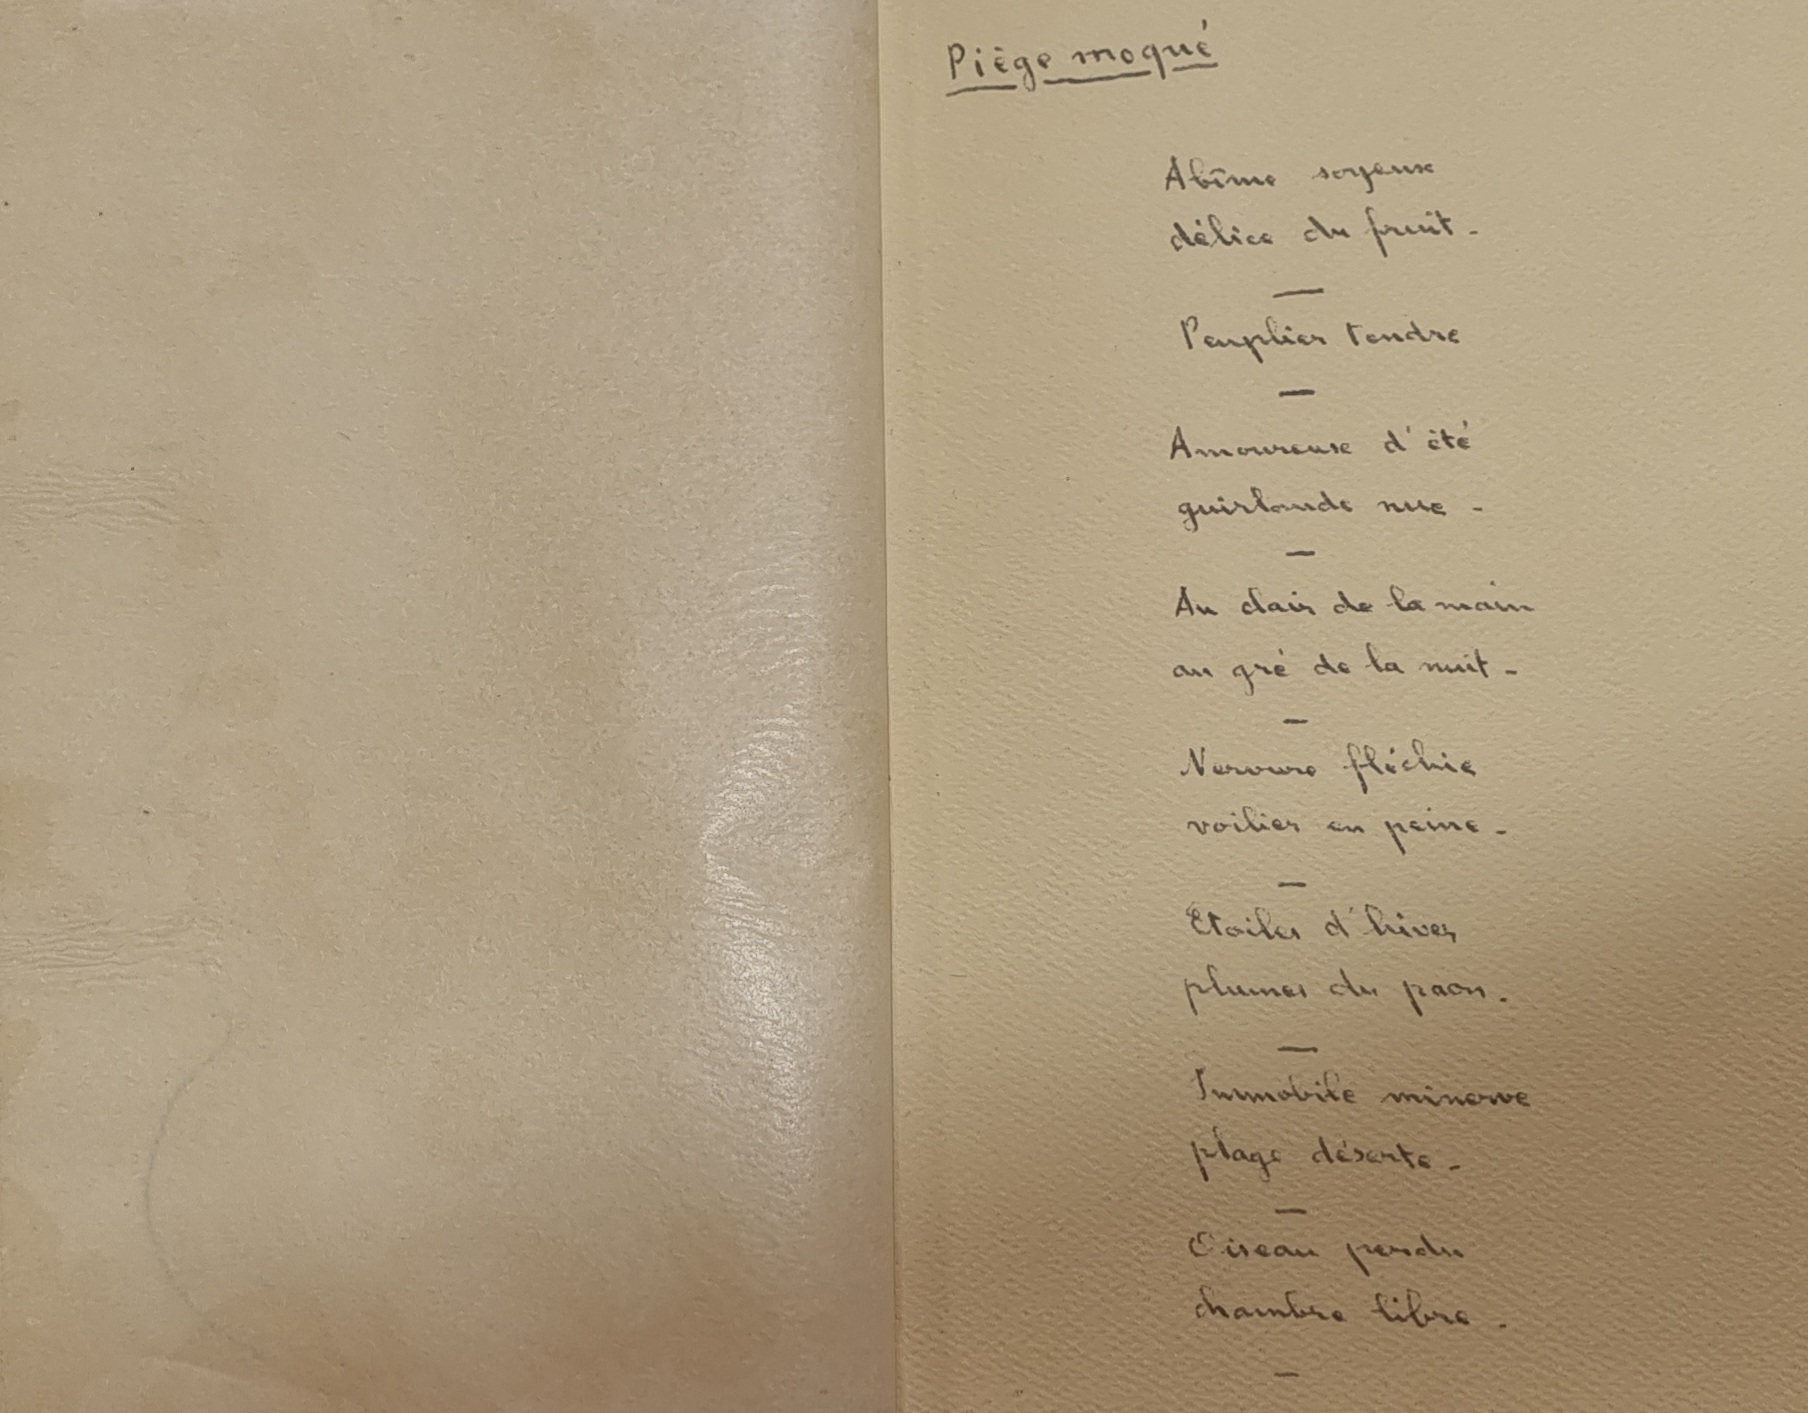 Piège moqué
Abîme soyeux
délice du fruit -
—
Peuplier tendre
—
Amoureuse d'été
guirlande nue -
—
Au clair de la main
au gré de la nuit -
—
Nervure fléchie
voilier en peine -
—
Etoiles d'hiver
plumes du paon.
—
Immobile minerve
plage déserte -
—
Oiseau perdu
chambre libre.
—